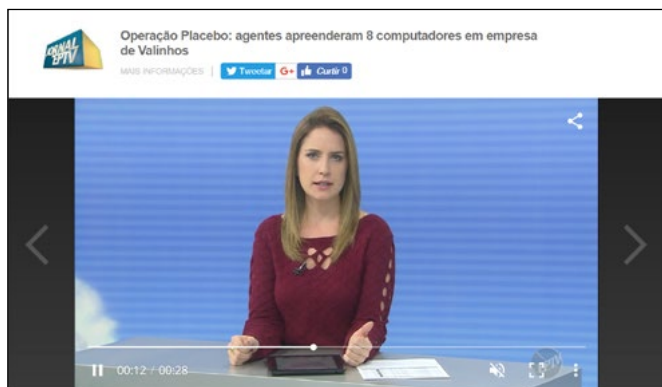 JORNAL EPTV
Operação Placebo: agentes apreenderam 8 computadores em empresa
de Valinhos
MAIS INFORMAÇÕES | Tweetar G+ Curtir 0
00:12 / 00:28
EPTV